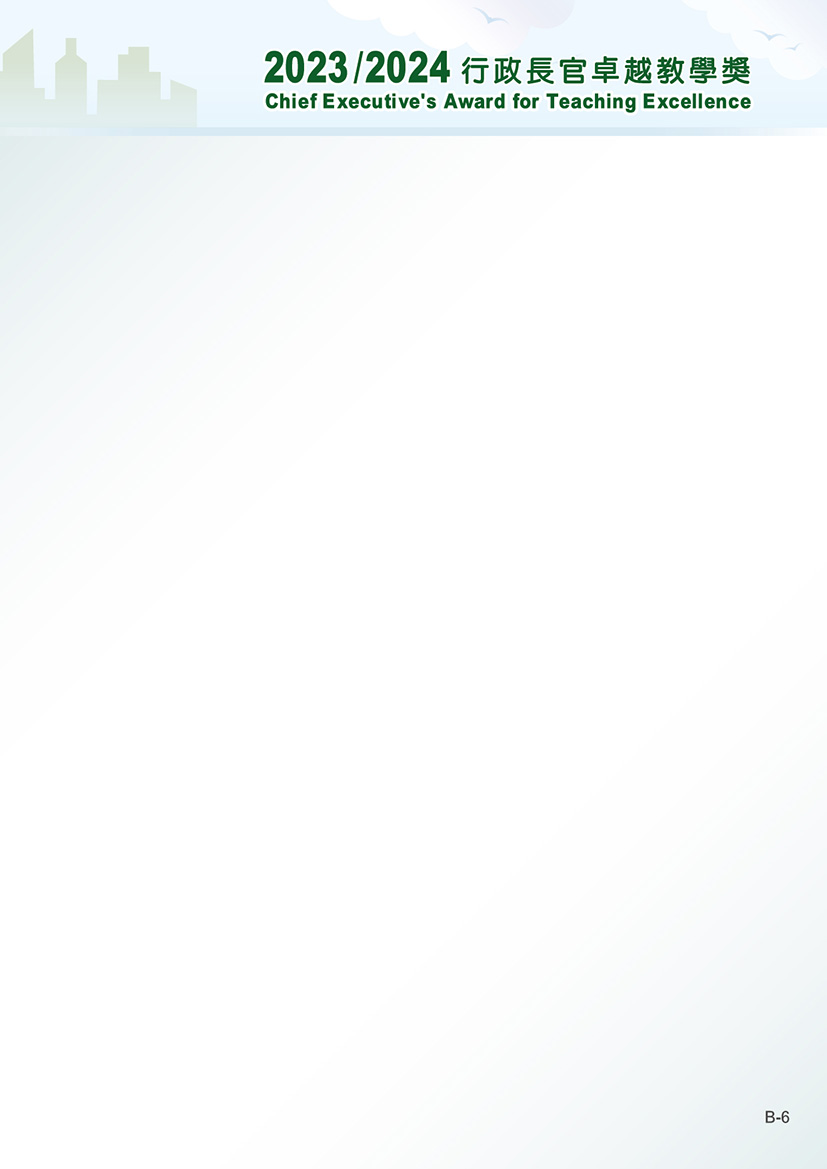 2023/2024 行政長官卓越教學獎
Chief Executive's Award for Teaching Excellence
B-6